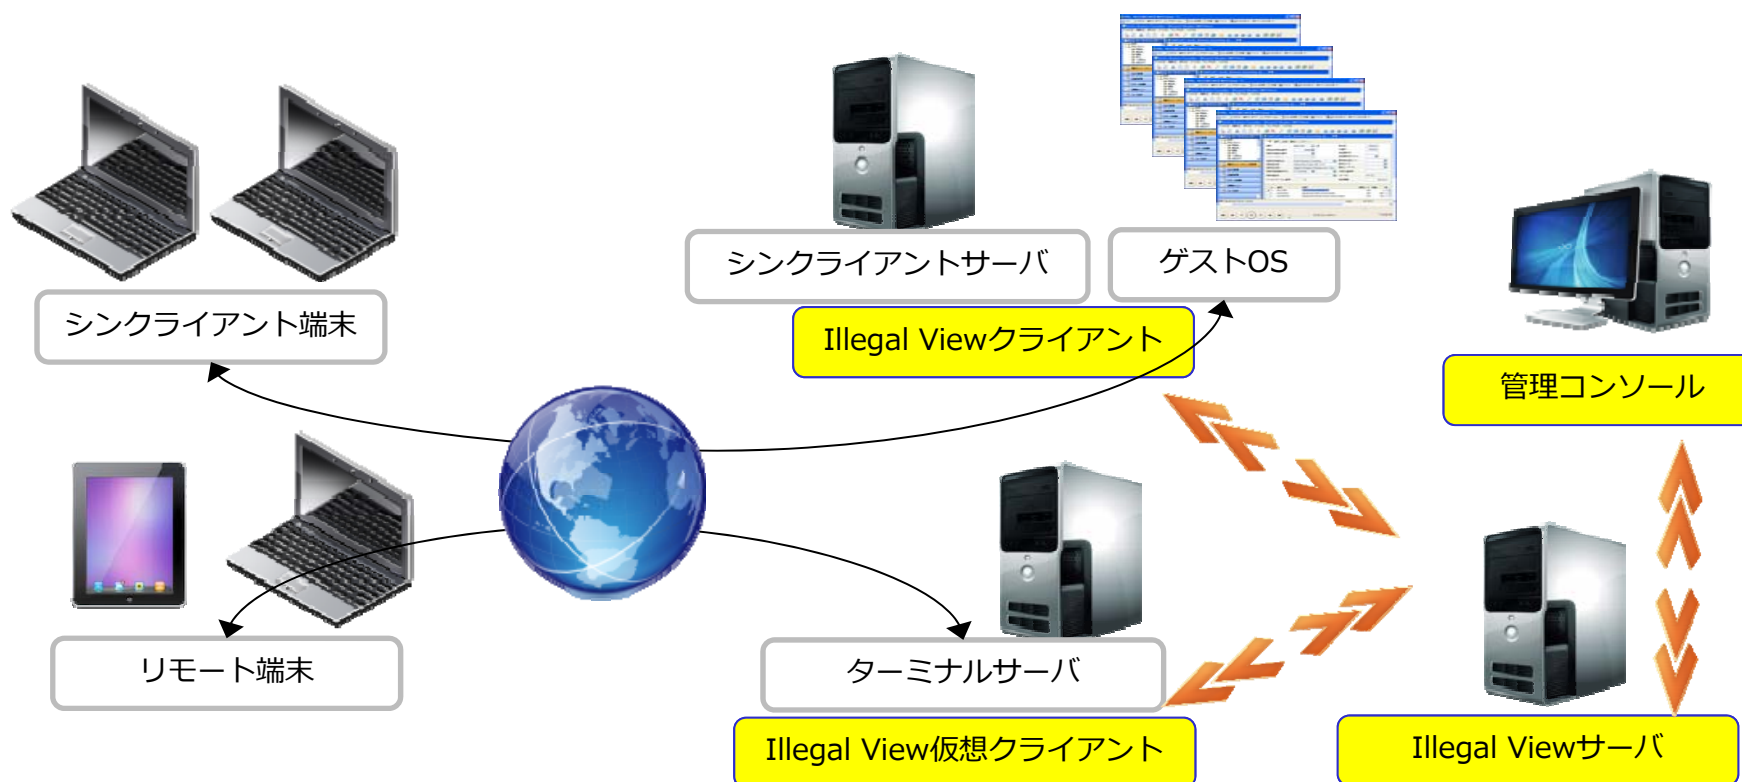 シンクライアントサーバ
ゲストOS
シンクライアント端末
Illegal Viewクライアント
管理コンソール
リモート端末
ターミナルサーバ
Illegal View仮想クライアント
Illegal Viewサーバ